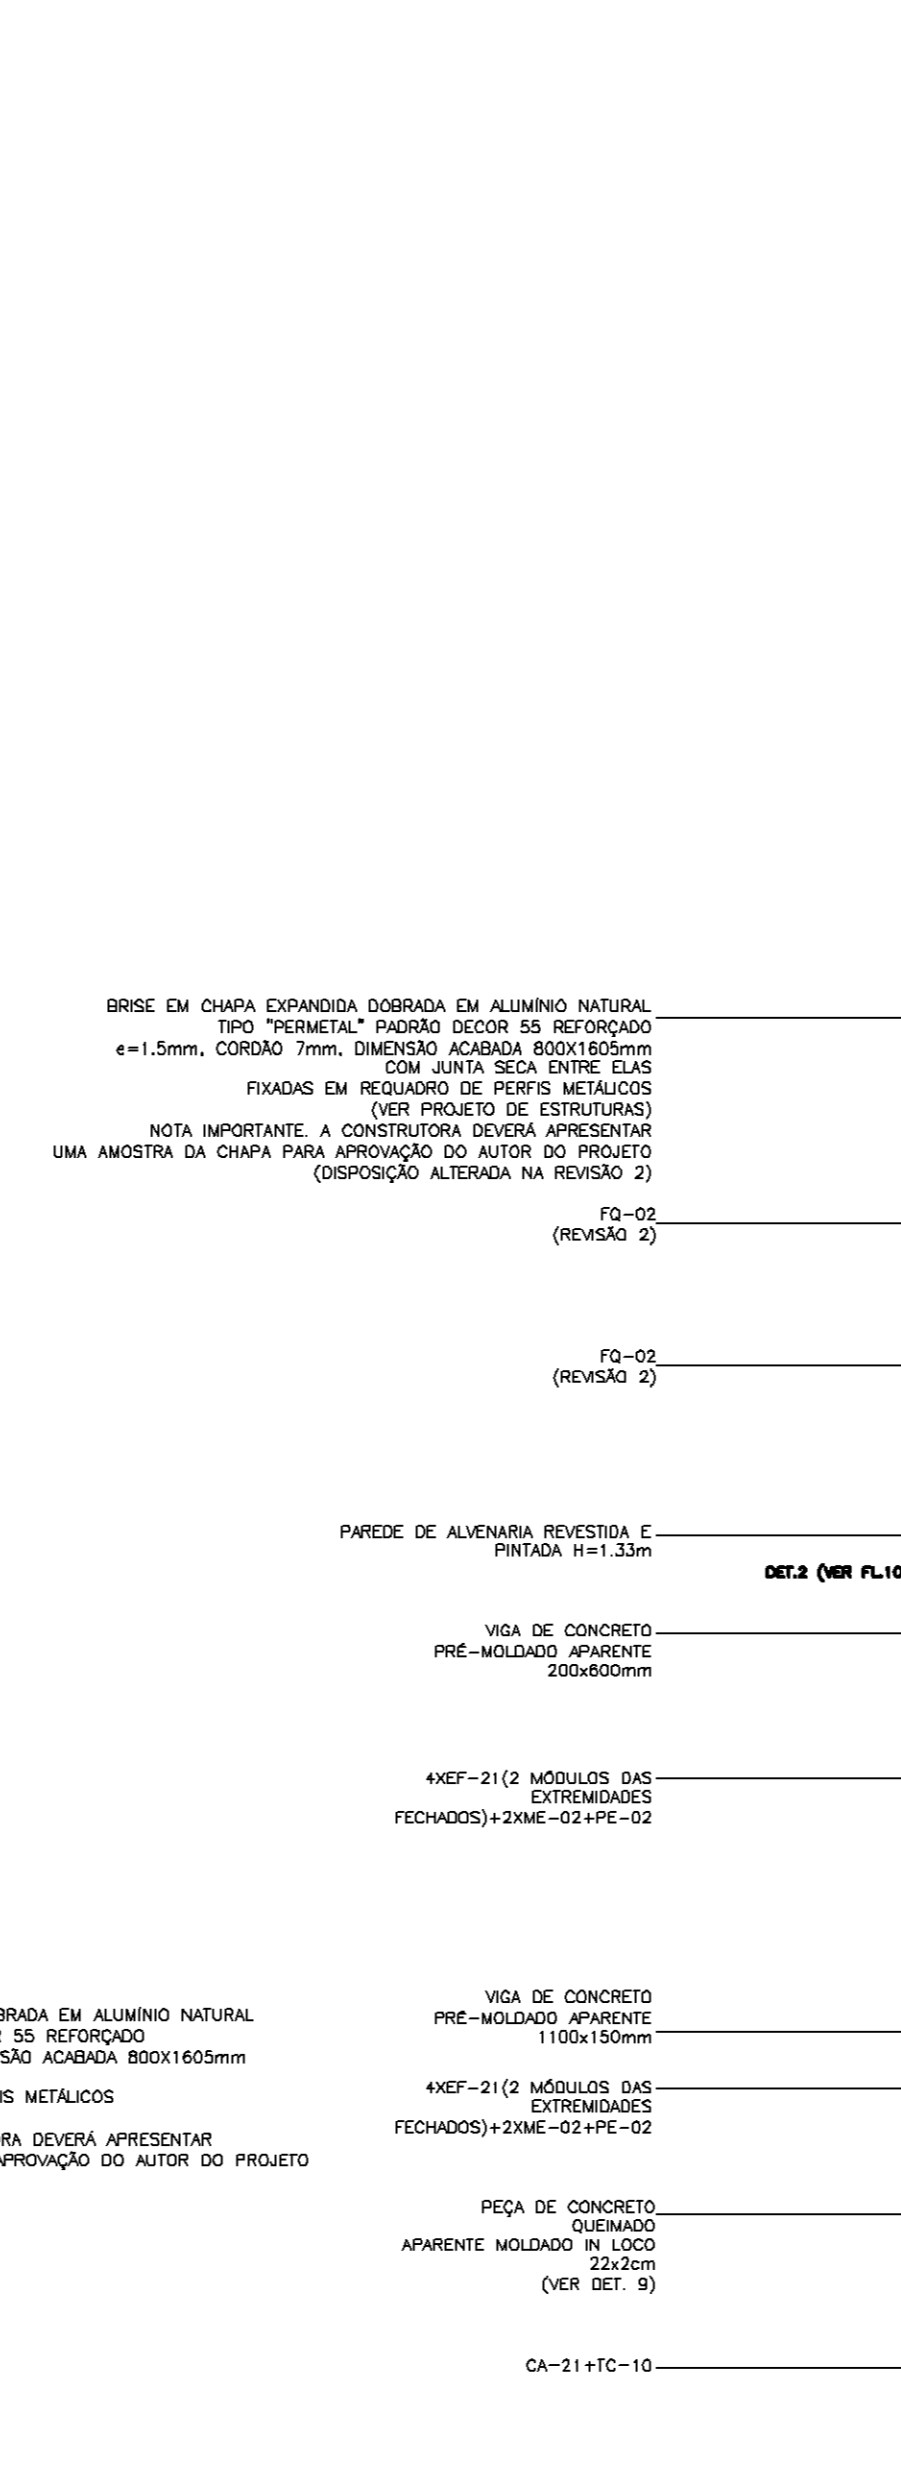 BRISE EM CHAPA EXPANDIDA DOBRADA EM ALUMÍNIO NATURAL
TIPO "PERMETAL" PADRÃO DECOR 55 REFORÇADO
e=1.5mm, CORDÃO 7mm, DIMENSÃO ACABADA 800X1605mm
COM JUNTA SECA ENTRE ELAS
FIXADAS EM REQUADRO DE PERFIS METÁLICOS
(VER PROJETO DE ESTRUTURAS)
NOTA IMPORTANTE. A CONSTRUTORA DEVERÁ APRESENTAR
UMA AMOSTRA DA CHAPA PARA APROVAÇÃO DO AUTOR DO PROJETO
(DISPOSIÇÃO ALTERADA NA REVISÃO 2)
FQ-02
(REVISÃO 2)
FQ-02
(REVISÃO 2)
PAREDE DE ALVENARIA REVESTIDA E
PINTADA H=1.33m
DET.2 (VER FL.10
VIGA DE CONCRETO
PRÉ-MOLDADO APARENTE
200x600mm
4XEF-21(2 MÓDULOS DAS
EXTREMIDADES
FECHADOS)+2XME-02+PE-02
BRADA EM ALUMÍNIO NATURAL
55 REFORÇADO
SÃO ACABADA 800X1605mm
IS METÁLICOS
ORA DEVERÁ APRESENTAR
APROVAÇÃO DO AUTOR DO PROJETO
VIGA DE CONCRETO
PRÉ-MOLDADO APARENTE
1100x150mm
4XEF-21(2 MÓDULOS DAS
EXTREMIDADES
FECHADOS)+2XME-02+PE-02
PEÇA DE CONCRETO
QUEIMADO
APARENTE MOLDADO IN LOCO
22x2cm
(VER DET. 9)
CA-21+TC-10